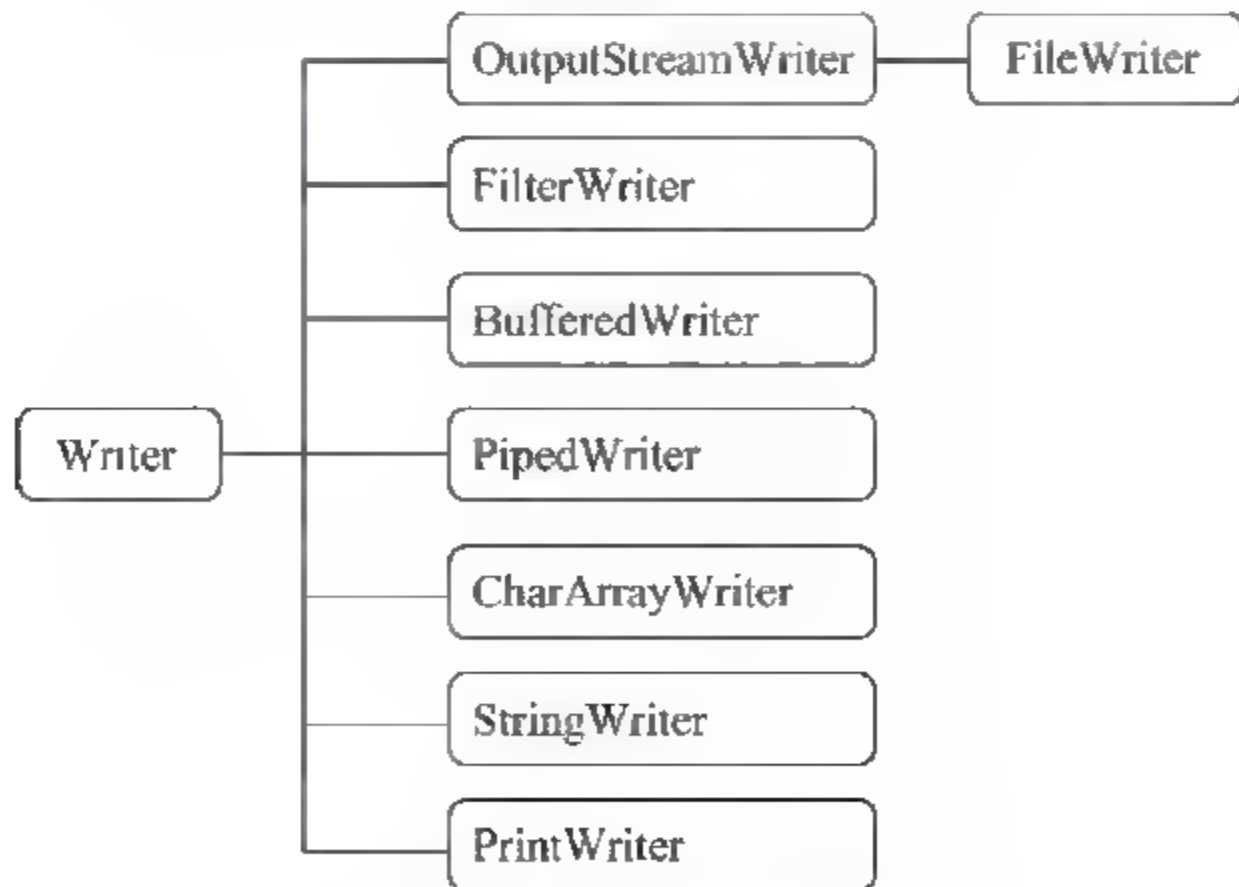 OutputStreamWriter
FileWriter
FilterWriter
BufferedWriter
Writer
PipedWriter
CharArrayWriter
StringWriter
PrintWriter